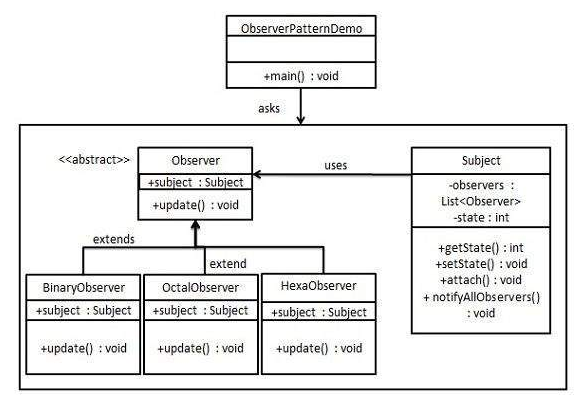 ObserverPatternDemo
+main() : void
asks
<<abstract>>
Observer
+subject : Subject
+update() : void
uses
Subject
-observers :
List<Observer>
-state : int
+getState() : int
+setState() : void
+attach() : void
+ notifyAllObservers()
: void
extends
extend
BinaryObserver
+subject : Subject
+update() : void
OctalObserver
+subject : Subject
+update() : void
HexaObserver
+subject : Subject
+update() : void